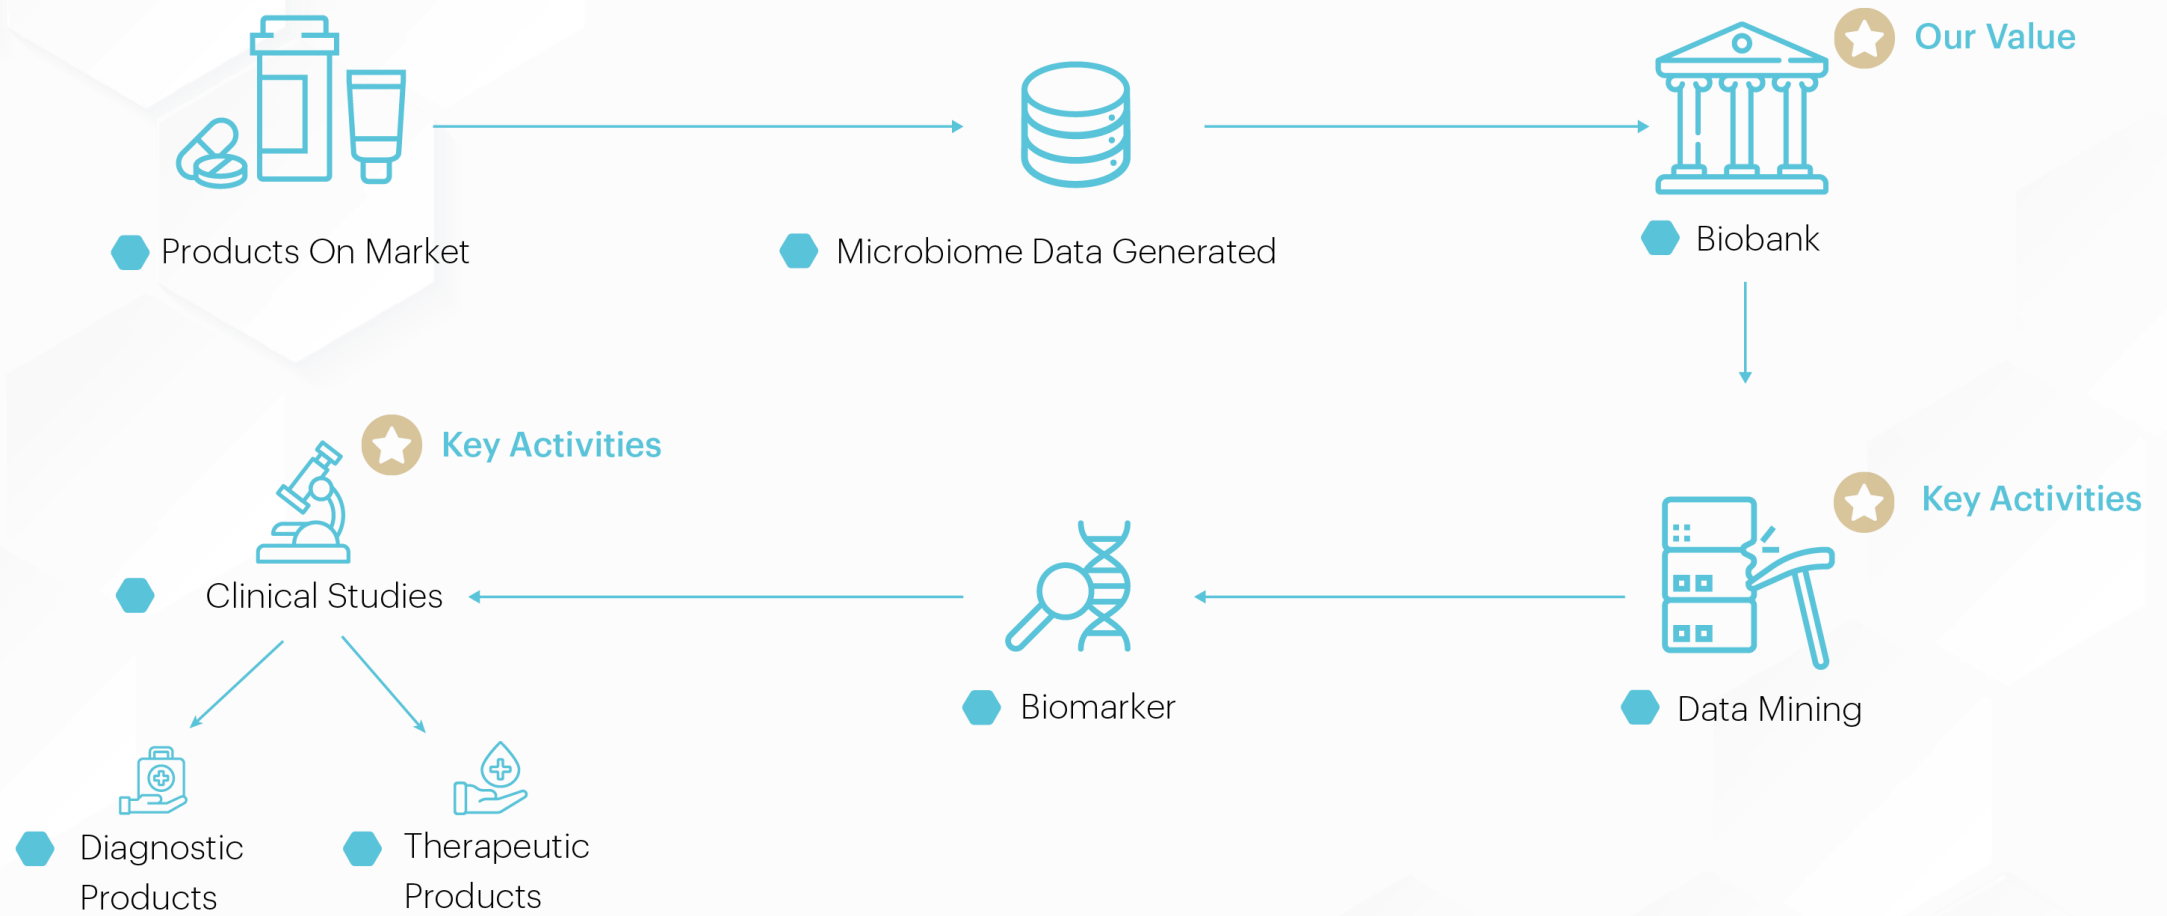 Our Value
Products On Market
Microbiome Data Generated
Biobank
Key Activities
Key Activities
Clinical Studies
Biomarker
Data Mining
Diagnostic
Products
Therapeutic
Products